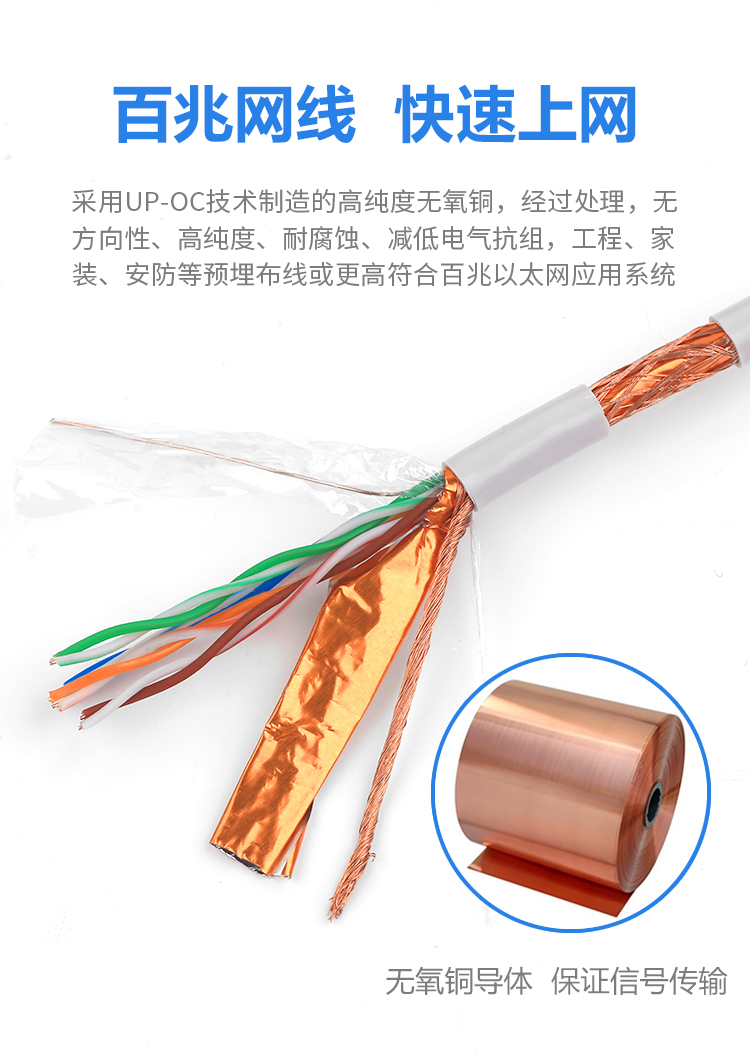 百兆网线 快速上网
采用UP-OC技术制造的高纯度无氧铜，经过处理，无
方向性、高纯度、耐腐蚀、减低电气抗组，工程、家
装、安防等预埋布线或更高符合百兆以太网应用系统
无氧铜导体 保证信号传输